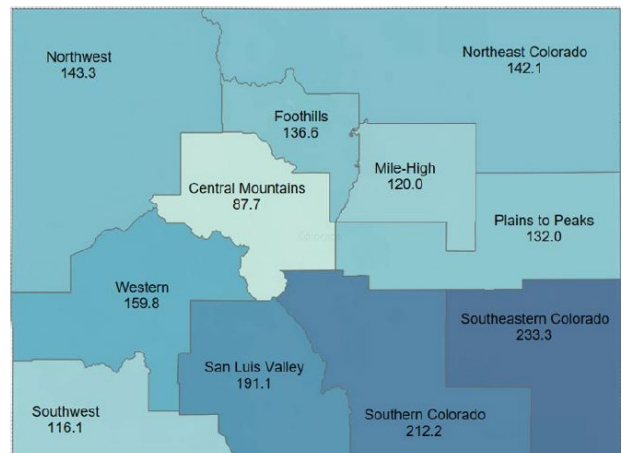 Northwest
143.3
Northeast Colorado
142.1
Foothills
136.6
Mile-High
120.0
Central Mountains
87.7
Plains to Peaks
132.0
Western
159.8
Southeastern Colorado
233.3
San Luis Valley
191.1
Southwest
116.1
Southern Colorado
212.2